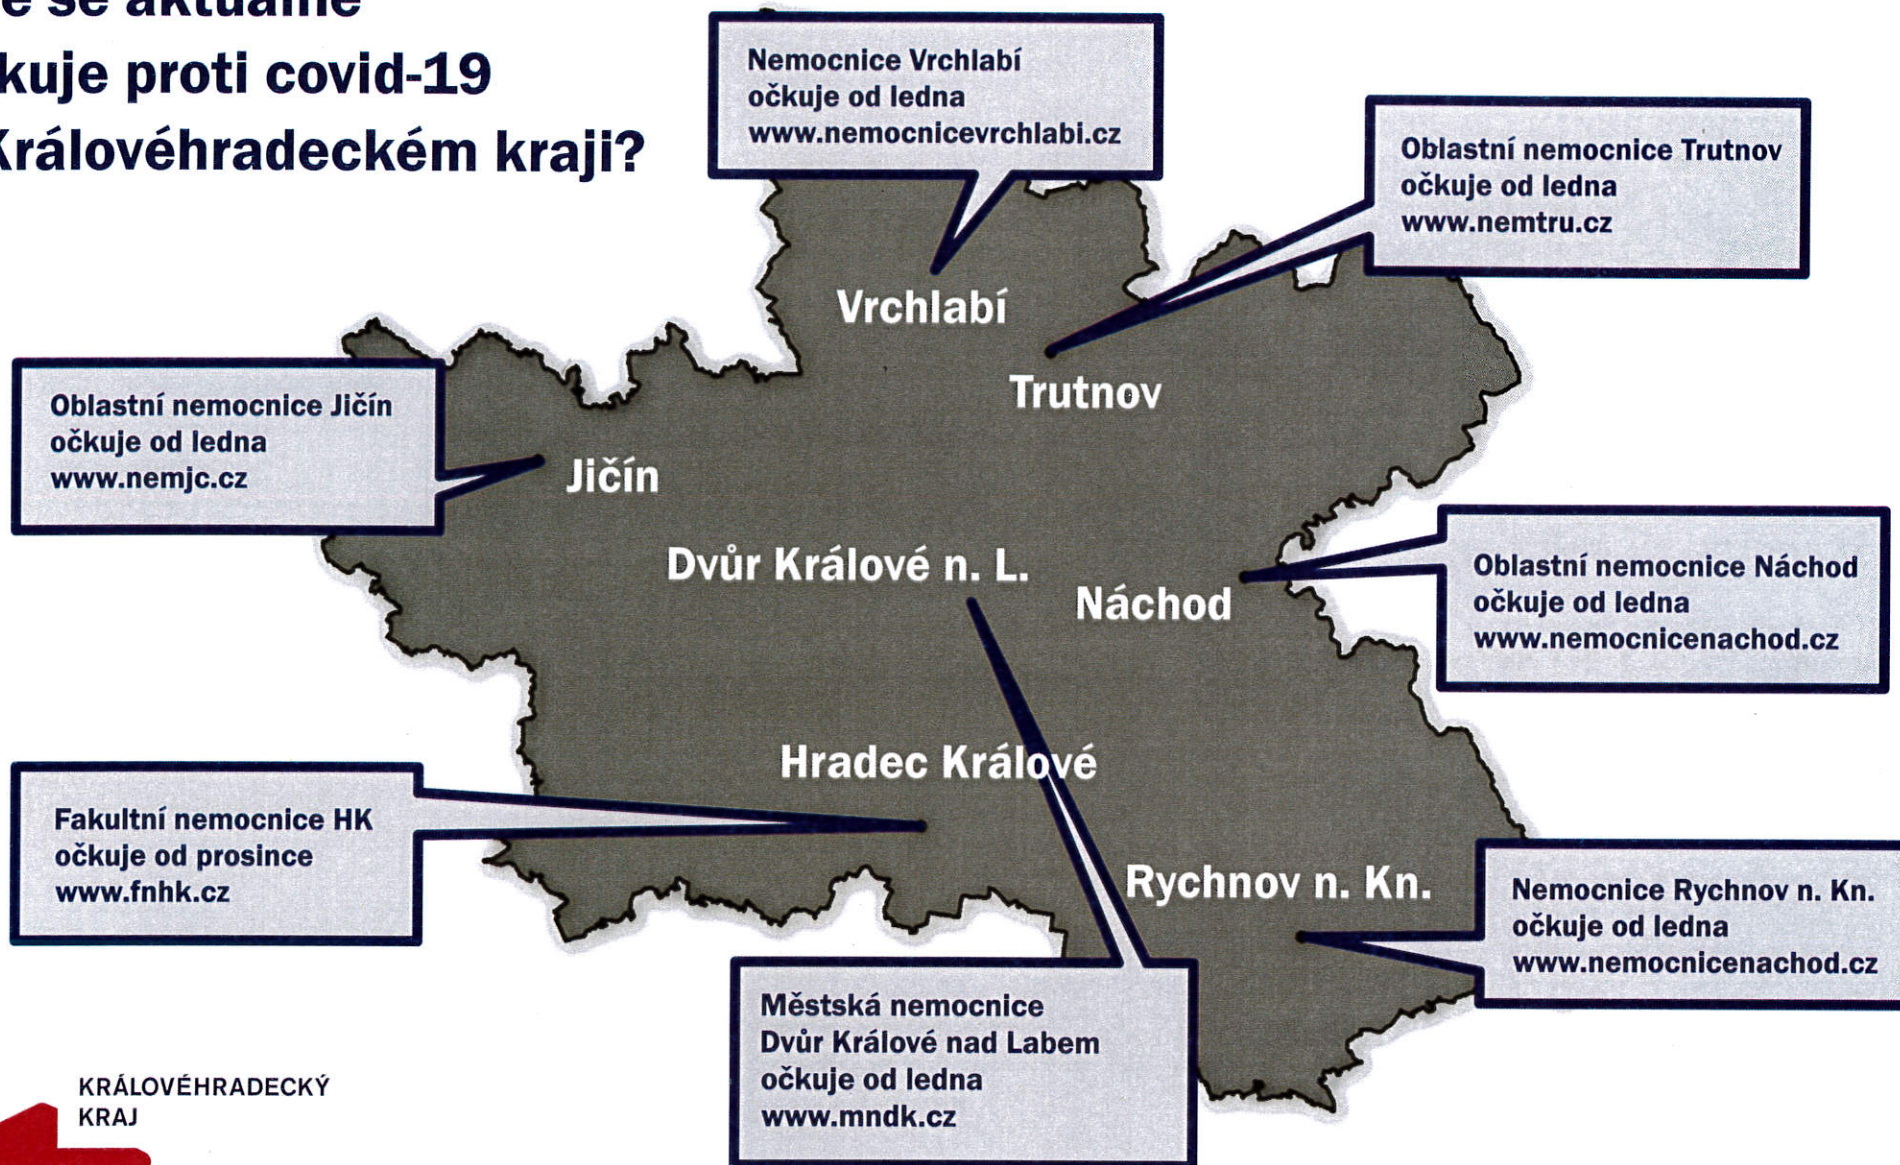 se aktuálně
kuje proti covid-19
Královéhradeckém kraji?
Nemocnice Vrchlabí
očkuje od ledna
www.nemocnicevrchlabi.cz
Oblastní nemocnice Trutnov
očkuje od ledna
www.nemtru.cz
Vrchlabí
Trutnov
Oblastní nemocnice Jičín
očkuje od ledna
www.nemjc.cz
Jičín
Dvůr Králové n. L.
Náchod
Oblastní nemocnice Náchod
očkuje od ledna
www.nemocnicenachod.cz
Hradec Králové
Fakultní nemocnice HK
očkuje od prosince
www.fnhk.cz
Rychnov n. Kn.
Nemocnice Rychnov n. Kn.
očkuje od ledna
www.nemocnicenachod.cz
Městská nemocnice
Dvůr Králové nad Labem
očkuje od ledna
www.mndk.cz
KRÁLOVÉHRADECKÝ
KRAJ